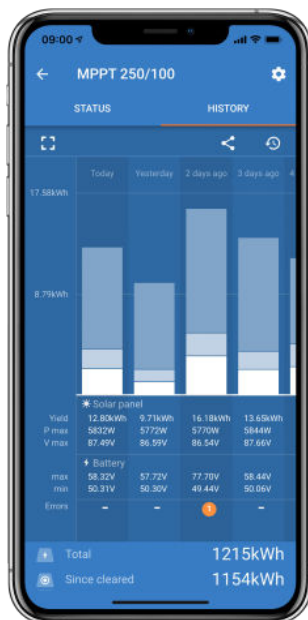 09:00
MPPT 250/100
STATUS HISTORY
Today Yesterday 2 days ago 3 days ago 4
17.58kWh
8.79kWh
Solar panel
Yield 12.80kWh 9.71kWh 16.18kWh 13.65kWh
P max 5832W 5772W 5770W 5844W
V max 87.49V 86.59V 86.54V 87.66V
Battery
max 58.32V 57.72V 77.70V 58.44V
min 50.31V 50.30V 49.44V 50.06V
Errors – – 1 –
Total 1215kWh
Since cleared 1154kWh